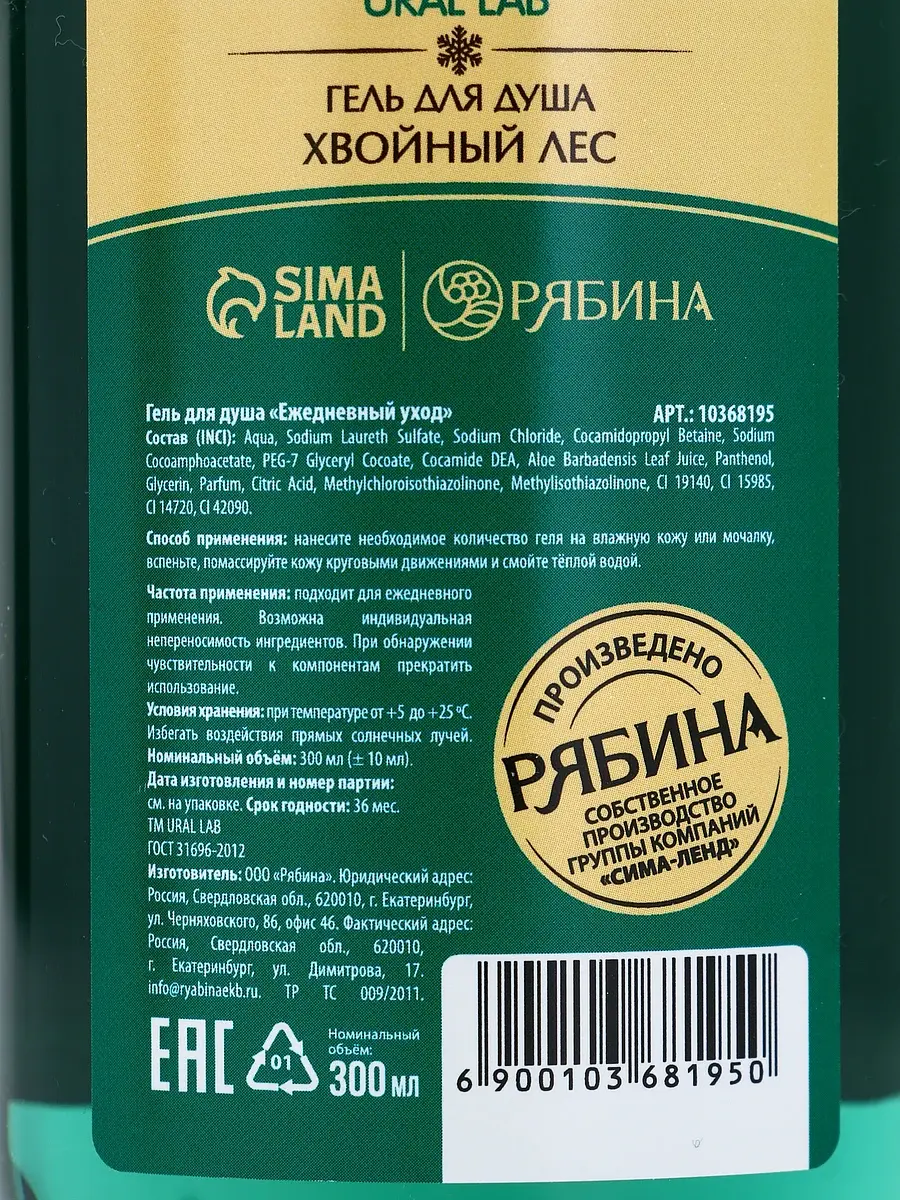 URAL LAB
ГЕЛЬ ДЛЯ ДУША
ХВОЙНЫЙ ЛЕС
SIMA
LAND
РЯБИНА
Гель для душа «Ежедневный уход»
АРТ.: 10368195
Состав (INCI): Aqua, Sodium Laureth Sulfate, Sodium Chloride, Cocamidopropyl Betaine, Sodium
Cocoamphoacetate, PEG-7 Glyceryl Cocoate, Cocamide DEA, Aloe Barbadensis Leaf Juice, Panthenol,
Glycerin, Parfum, Citric Acid, Methylchloroisothiazolinone, Methylisothiazolinone, CI 19140, CI 15985,
CI 14720, CI 42090.
Способ применения: нанесите необходимое количество геля на влажную кожу или мочалку,
вспеньте, помассируйте кожу круговыми движениями и смойте тёплой водой.
Частота применения: подходит для ежедневного
применения. Возможна индивидуальная
непереносимость ингредиентов. При обнаружении
чувствительности к компонентам прекратить
использование.
Условия хранения: при температуре от +5 до +25 ºC.
Избегать воздействия прямых солнечных лучей.
Номинальный объём: 300 мл (± 10 мл).
Дата изготовления и номер партии:
см. на упаковке. Срок годности: 36 мес.
TM URAL LAB
ГОСТ 31696-2012
Изготовитель: ООО «Рябина». Юридический адрес:
Россия, Свердловская обл., 620010, г. Екатеринбург,
ул. Черняховского, 86, офис 46. Фактический адрес:
Россия, Свердловская обл., 620010,
г. Екатеринбург, ул. Димитрова, 17.
info@ryabinaekb.ru. ТР ТС 009/2011.
ПРОИЗВЕДЕНО
РЯБИНА
СОБСТВЕННОЕ
ПРОИЗВОДСТВО
ГРУППЫ КОМПАНИЙ
«СИМА-ЛЕНД»
EAC
01
Номинальный
объём:
300 мл
6 900103 681950